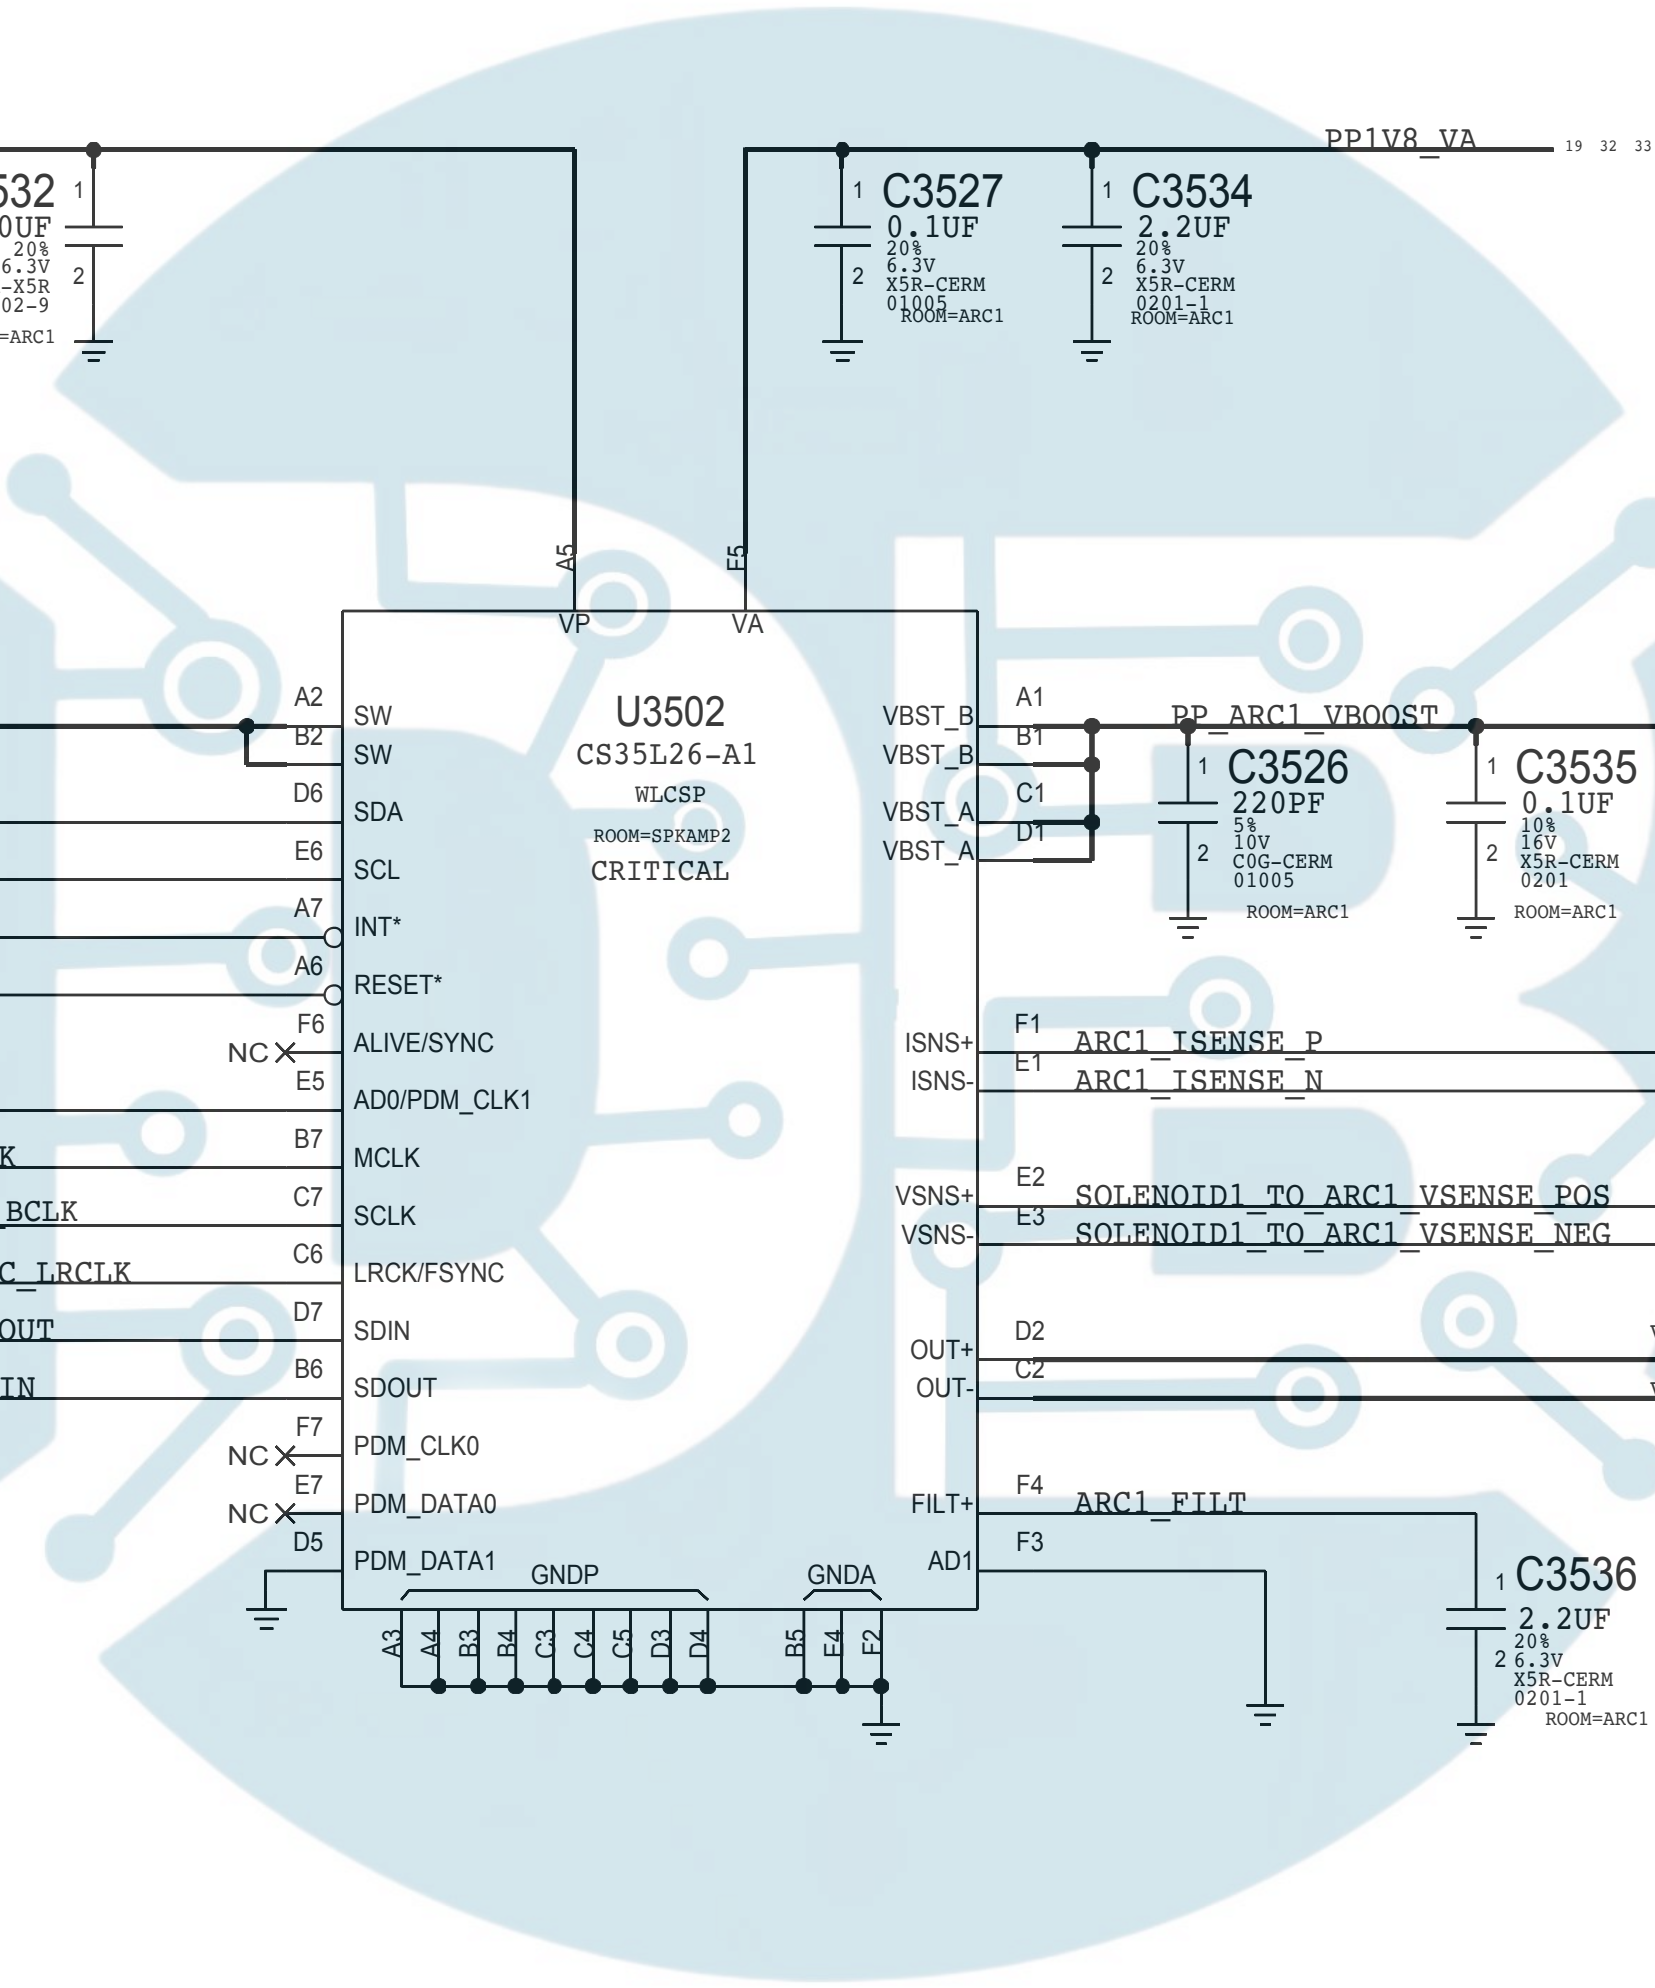 PP1V8_VA
19 32 33
532
1
0UF
20%
6.3V
-X5R
02-9
2
=ARC1
1
C3527
0.1UF
20%
6.3V
X5R-CERM
01005
ROOM=ARC1
2
1
C3534
2.2UF
20%
6.3V
X5R-CERM
0201-1
ROOM=ARC1
2
A5
F5
VP
VA
U3502
CS35L26-A1
WLCSP
ROOM=SPKAMP2
CRITICAL
A2
SW
B2
SW
D6
SDA
E6
SCL
A7
INT*
A6
RESET*
F6
NC
ALIVE/SYNC
E5
AD0/PDM_CLK1
B7
K
MCLK
C7
BCLK
SCLK
C6
C_LRCLK
LRCK/FSYNC
D7
OUT
SDIN
B6
IN
SDOUT
F7
NC
PDM_CLK0
E7
NC
PDM_DATA0
D5
PDM_DATA1
VBST_B
A1
PP_ARC1_VBOOST
VBST_B
B1
VBST_A
C1
VBST_A
D1
1
C3526
220PF
5%
10V
C0G-CERM
01005
ROOM=ARC1
2
1
C3535
0.1UF
10%
16V
X5R-CERM
0201
ROOM=ARC1
2
ISNS+
F1
ARC1_ISENSE_P
ISNS-
E1
ARC1_ISENSE_N
VSNS+
E2
SOLENOID1_TO_ARC1_VSENSE_POS
VSNS-
E3
SOLENOID1_TO_ARC1_VSENSE_NEG
OUT+
D2
OUT-
C2
FILT+
F4
ARC1_FILT
AD1
F3
1
C3536
2.2UF
20%
6.3V
X5R-CERM
0201-1
ROOM=ARC1
2
GNDP
GNDA
A3
A4
B3
B4
C3
C4
C5
D3
D4
B5
E4
F2